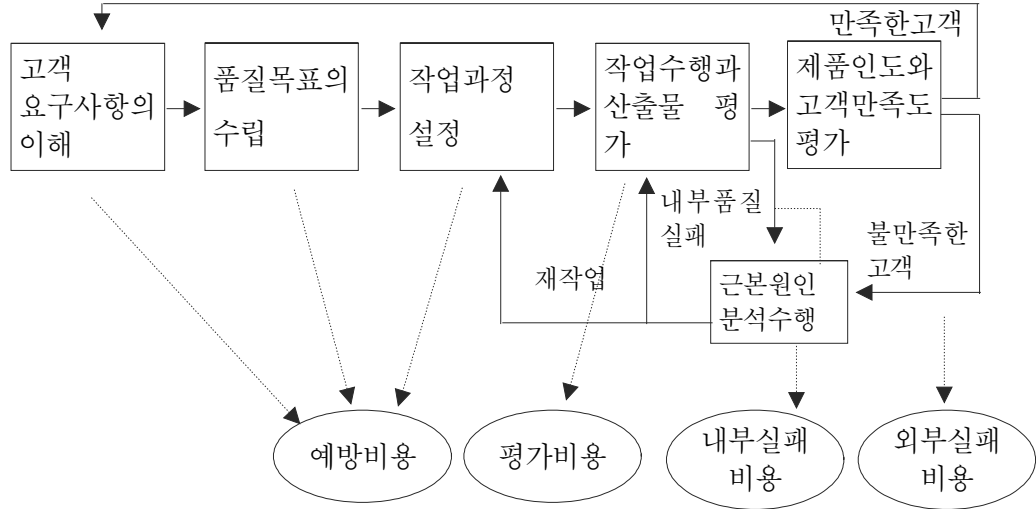 만족한고객
고객
요구사항의
이해
품질목표의
수립
작업과정
설정
작업수행과
산출물 평
가
제품인도와
고객만족도
평가
내부품질
실패
불만족한
고객
재작업
근본원인
분석수행
예방비용
평가비용
내부실패
비용
외부실패
비용